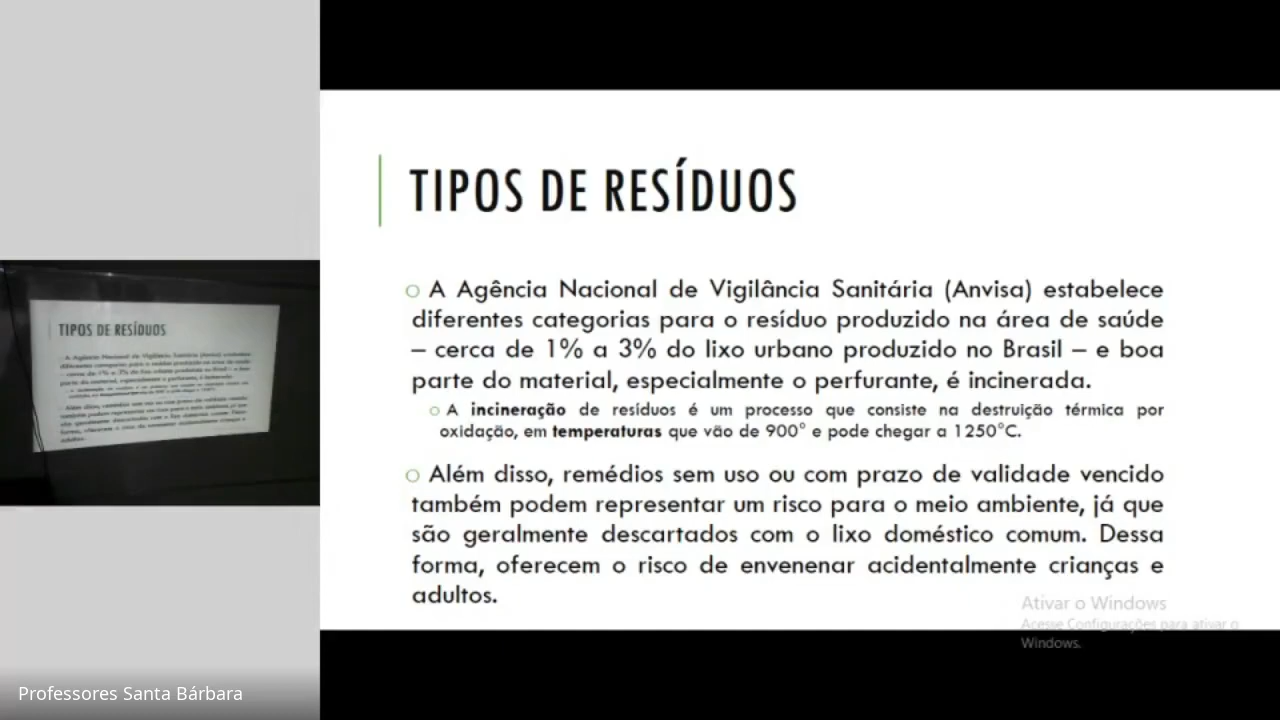 TIPOS DE RESÍDUOS
A Agência Nacional de Vigilância Sanitária (Anvisa) estabelece
diferentes categorias para o resíduo produzido na área de saúde
– cerca de 1% a 3% do lixo urbano produzido no Brasil – e boa
parte do material, especialmente o perfurante, é incinerada.
A incineração de resíduos é um processo que consiste na destruição térmica por
oxidação, em temperaturas que vão de 900° e pode chegar a 1250°C.
Além disso, remédios sem uso ou com prazo de validade vencido
também podem representar um risco para o meio ambiente, já que
são geralmente descartados com o lixo doméstico comum. Dessa
forma, oferecem o risco de envenenar acidentalmente crianças e
adultos.
Ativar o Windows
Acesse Configurações para ativar o
Windows.
TIPOS DE RESÍDUOS
Professores Santa Bárbara